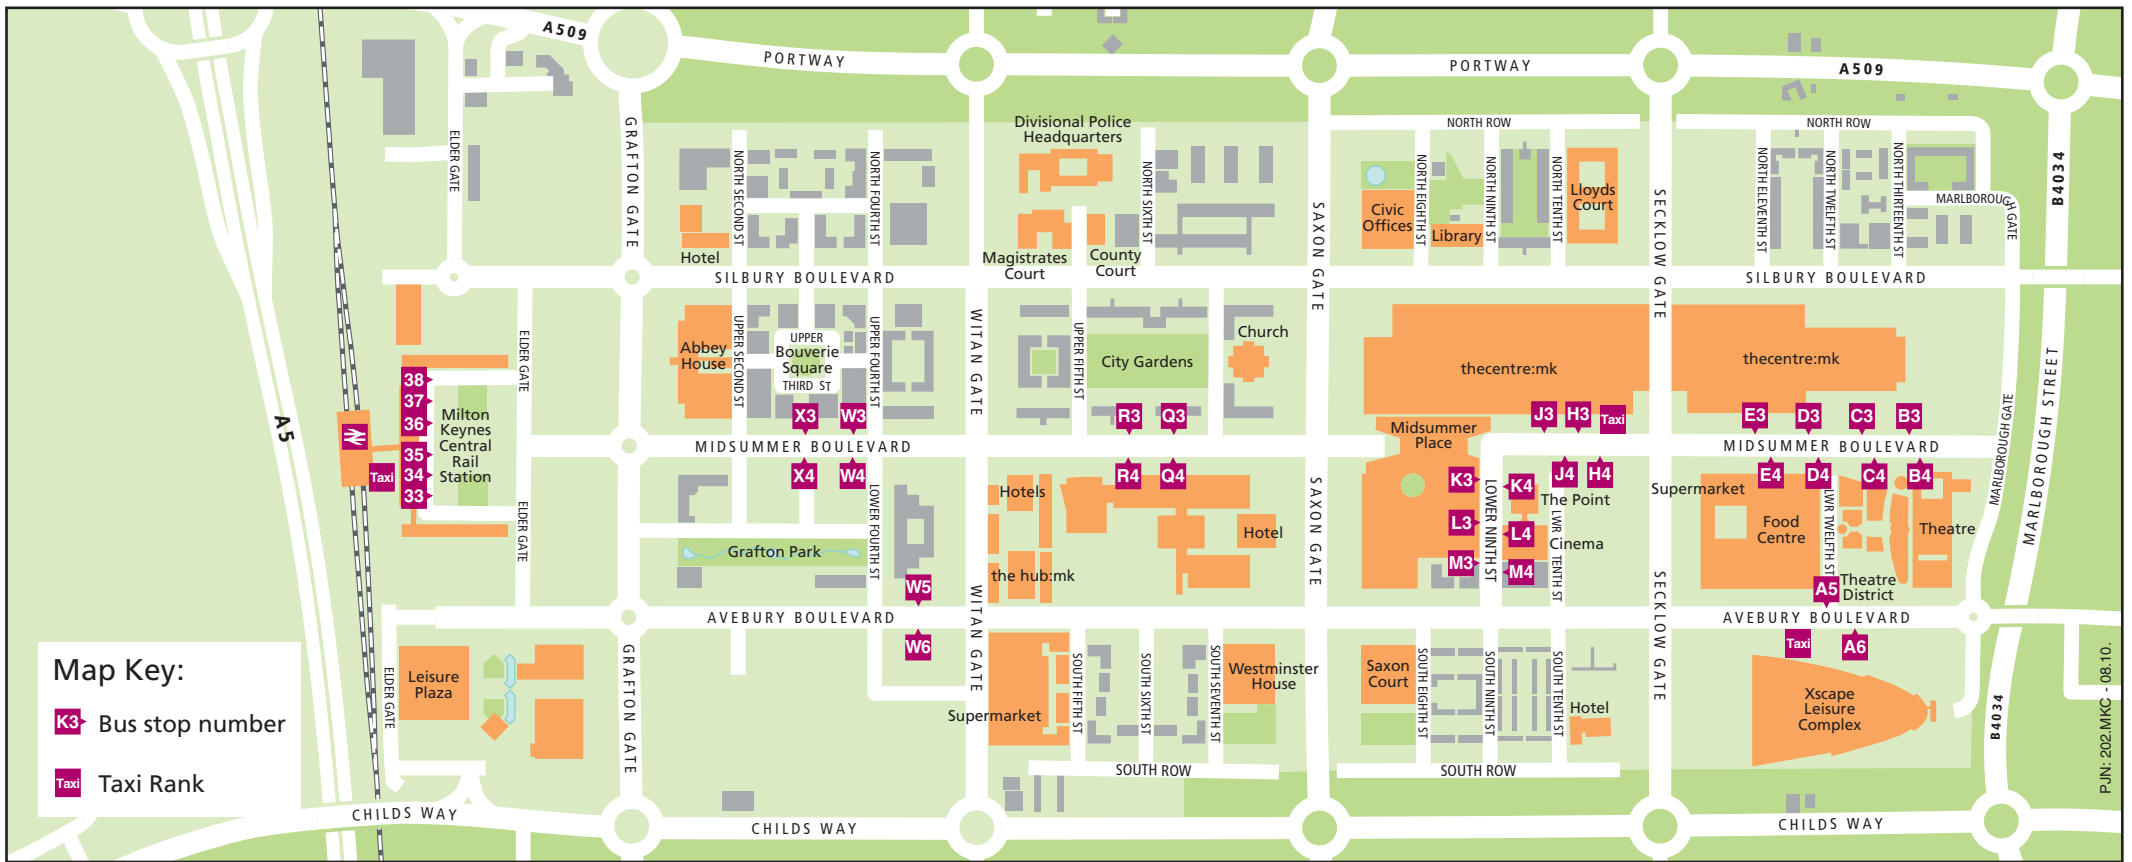 A509
PORTWAY
PORTWAY
A509
ELDER GATE
GRAFTON GATE
NORTH SECOND ST
NORTH FOURTH ST
Divisional Police
Headquarters
NORTH SIXTH ST
NORTH ROW
NORTH ROW
NORTH EIGHTH ST
NORTH NINTH ST
NORTH TENTH ST
NORTH ELEVENTH ST
NORTH TWELFTH ST
NORTH THIRTEENTH ST
MARLBOROUGH GATE
B4034
Civic
Offices
Library
Lloyds
Court
SAXON GATE
SECKLOW GATE
Hotel
Magistrates
Court
County
Court
SILBURY BOULEVARD
SILBURY BOULEVARD
A5
ELDER GATE
Abbey
House
UPPER SECOND ST
UPPER
Bouverie
Square
THIRD ST
UPPER FOURTH ST
WITAN GATE
UPPER FIFTH ST
City Gardens
Church
thecentre:mk
thecentre:mk
MARLBOROUGH GATE
MARLBOROUGH STREET
38
37
36
35
34
33
Taxi
Milton
Keynes
Central
Rail
Station
X3
W3
R3
Q3
J3
H3
Taxi
E3
D3
C3
B3
Midsummer
Place
MIDSUMMER BOULEVARD
MIDSUMMER BOULEVARD
X4
W4
R4
Q4
J4
H4
E4
D4
C4
B4
K3
K4
The Point
L3
L4
Cinema
M3
M4
LOWER NINTH ST
LWR TENTH ST
Supermarket
Food
Centre
LWR TWELFTH ST
Theatre
Theatre
District
ELDER GATE
Grafton Park
LOWER FOURTH ST
Hotels
Hotel
the hub:mk
SAXON GATE
SECKLOW GATE
WITAN GATE
W5
W6
A5
A6
Taxi
AVEBURY BOULEVARD
AVEBURY BOULEVARD
ELDER GATE
Leisure
Plaza
GRAFTON GATE
Supermarket
SOUTH FIFTH ST
SOUTH SIXTH ST
SOUTH SEVENTH ST
Westminster
House
Saxon
Court
SOUTH EIGHTH ST
SOUTH NINTH ST
SOUTH TENTH ST
Hotel
Xscape
Leisure
Complex
B4034
SOUTH ROW
SOUTH ROW
CHILDS WAY
CHILDS WAY
CHILDS WAY
Map Key:
K3
Bus stop number
Taxi
Taxi Rank
PJN: 202.MKC - 08.10.